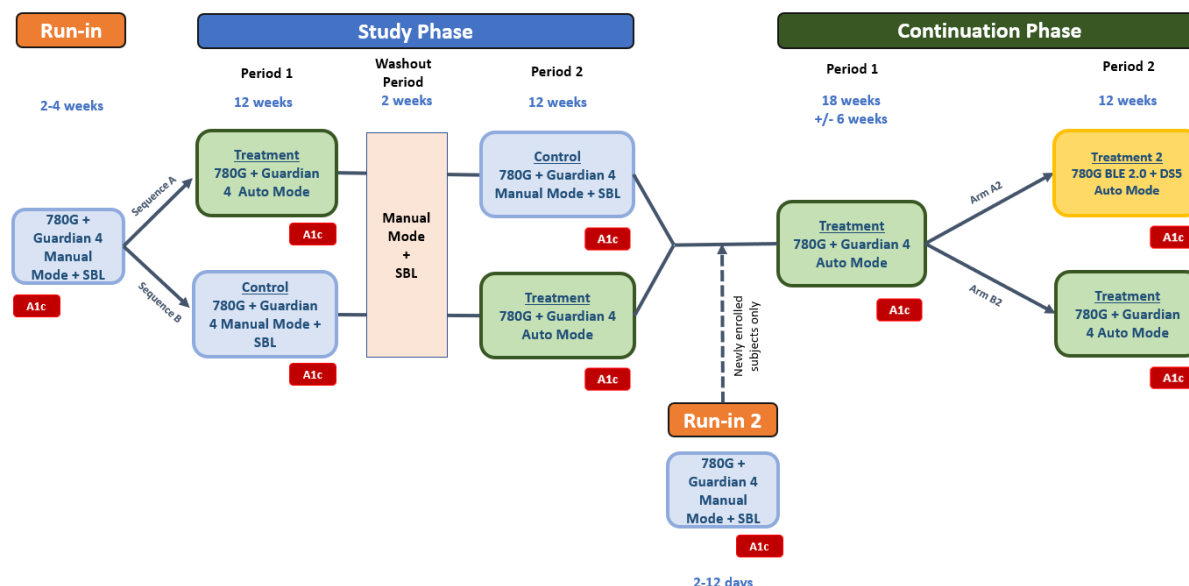 Run-in
Study Phase
Continuation Phase
Period 1
Washout
Period
Period 2
Period 1
Period 2
2-4 weeks
12 weeks
2 weeks
12 weeks
18 weeks
+/- 6 weeks
12 weeks
780G +
Guardian 4
Manual
Mode + SBL
A1c
Sequence A
Sequence B
Treatment
780G + Guardian
4 Auto Mode
A1c
Control
780G + Guardian
4 Manual Mode +
SBL
A1c
Manual
Mode
+
SBL
Control
780G + Guardian 4
Manual Mode + SBL
A1c
Treatment
780G + Guardian 4
Auto Mode
A1c
Newly enrolled
subjects only
Run-in 2
780G +
Guardian 4
Manual
Mode + SBL
A1c
2-12 days
Treatment
780G + Guardian 4
Auto Mode
A1c
Arm A2
Arm B2
Treatment 2
780G BLE 2.0 + DS5
Auto Mode
A1c
Treatment
780G + Guardian
4 Auto Mode
A1c